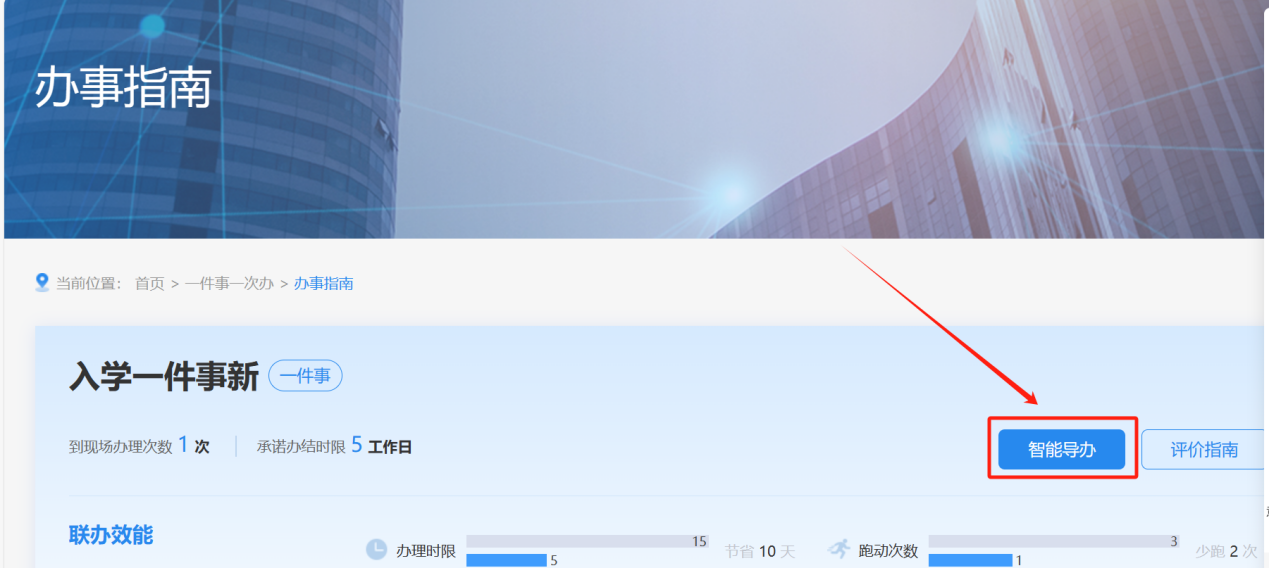 办事指南
当前位置： 首页 > 一件事一次办 > 办事指南
入学一件事新 一件事
到现场办理次数 1 次 承诺办结时限 5 工作日
智能导办 评价指南
联办效能
办理时限 15 节省 10 天 跑动次数 3 少跑 2 次
5 1